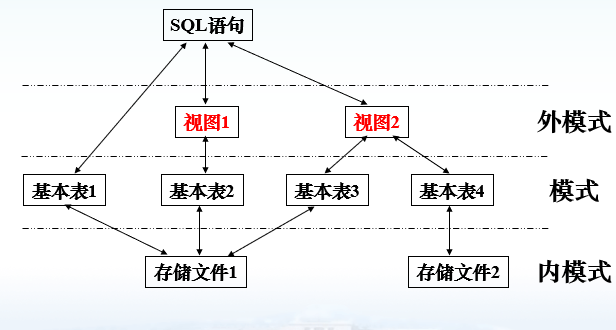 SQL语句
视图1
视图2
外模式
基本表1
基本表2
基本表3
基本表4
模式
存储文件1
存储文件2
内模式